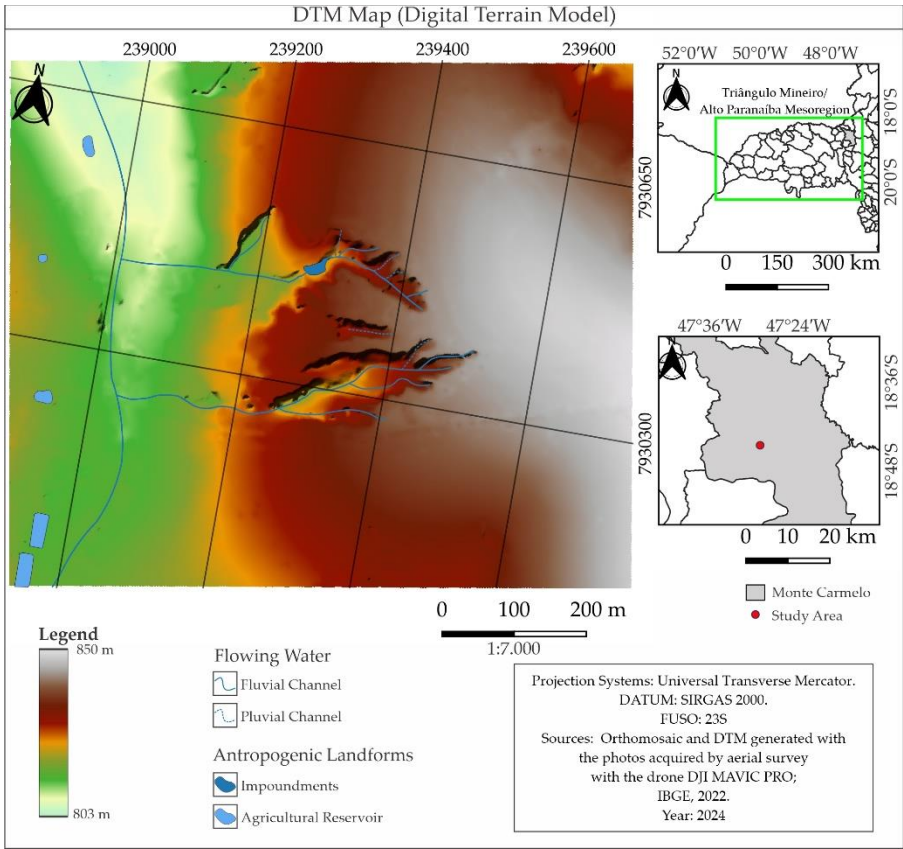 DTM Map (Digital Terrain Model)
239000
239200
239400
239600
N
7930650
7930300
52°0'W 50°0'W 48°0'W
N
Triângulo Mineiro/
Alto Paranaíba Mesoregion
18°0'S
20°0'S
0 150 300 km
47°36'W 47°24'W
N
18°36'S
18°48'S
0 10 20 km
Monte Carmelo
Study Area
0 100 200 m
1:7.000
Legend
850 m
803 m
Flowing Water
Fluvial Channel
Pluvial Channel
Antropogenic Landforms
Impoundments
Agricultural Reservoir
Projection Systems: Universal Transverse Mercator.
DATUM: SIRGAS 2000.
FUSO: 23S
Sources: Orthomosaic and DTM generated with
the photos acquired by aerial survey
with the drone DJI MAVIC PRO;
IBGE, 2022.
Year: 2024